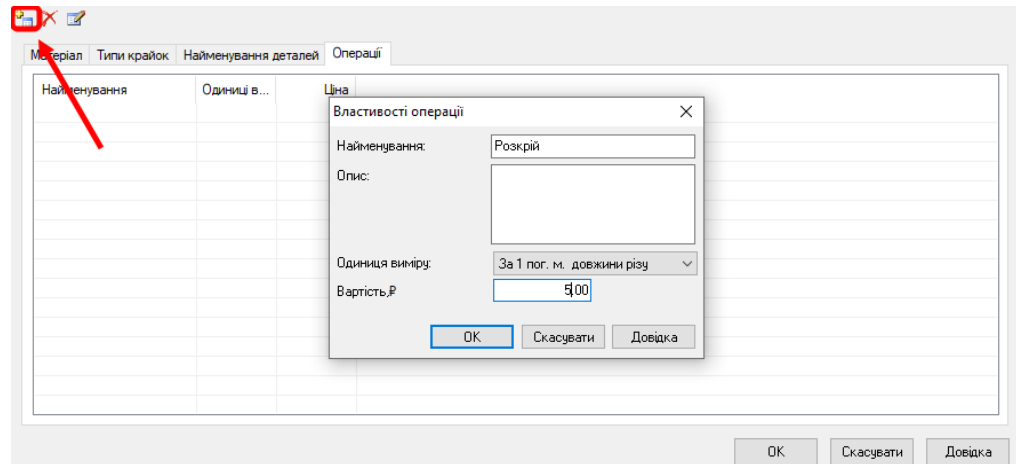 Матеріал Типи крайок Найменування деталей Операції
Найменування Одиниці в... Ціна
Властивості операції
Найменування: Розкрій
Опис:
Одиниця виміру: За 1 пог. м. довжини різу
Вартість,₽ 5,00
OK Скасувати Довідка
OK Скасувати Довідка